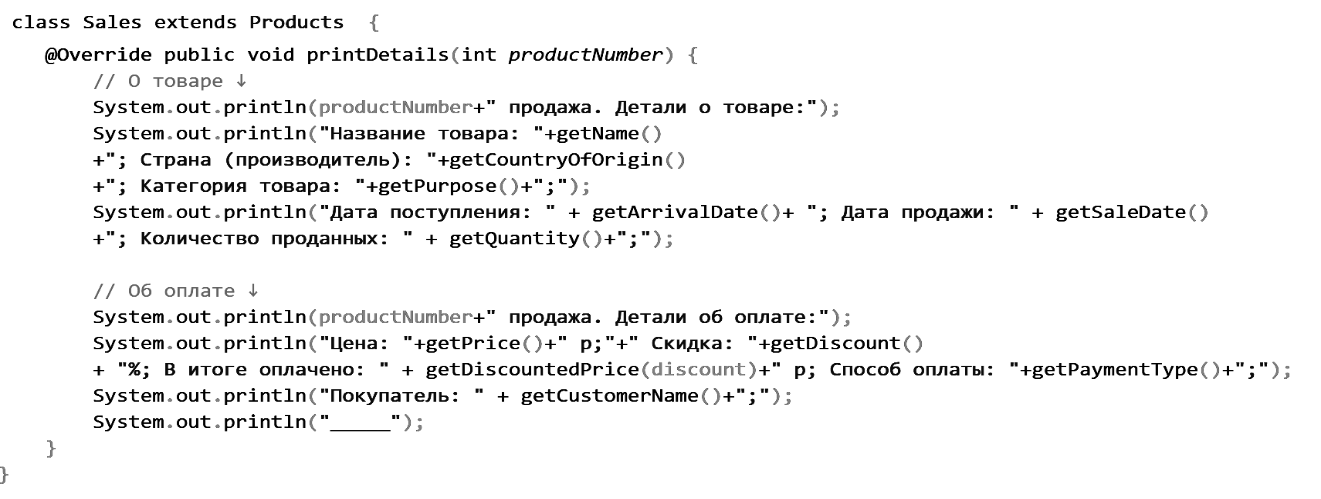 class Sales extends Products {
@Override public void printDetails(int productNumber) {
// О товаре ↓
System.out.println(productNumber+" продажа. Детали о товаре:");
System.out.println("Название товара: "+getName()
+"; Страна (производитель): "+getCountryOfOrigin()
+"; Категория товара: "+getPurpose()+";");
System.out.println("Дата поступления: " + getArrivalDate()+ "; Дата продажи: " + getSaleDate()
+"; Количество проданных: " + getQuantity()+";");
// Об оплате ↓
System.out.println(productNumber+" продажа. Детали об оплате:");
System.out.println("Цена: "+getPrice()+" р;"+" Скидка: "+getDiscount()
+ "%; В итоге оплачено: " + getDiscountedPrice(discount)+" р; Способ оплаты: "+getPaymentType()+";");
System.out.println("Покупатель: " + getCustomerName()+";");
System.out.println("_____");
}
}